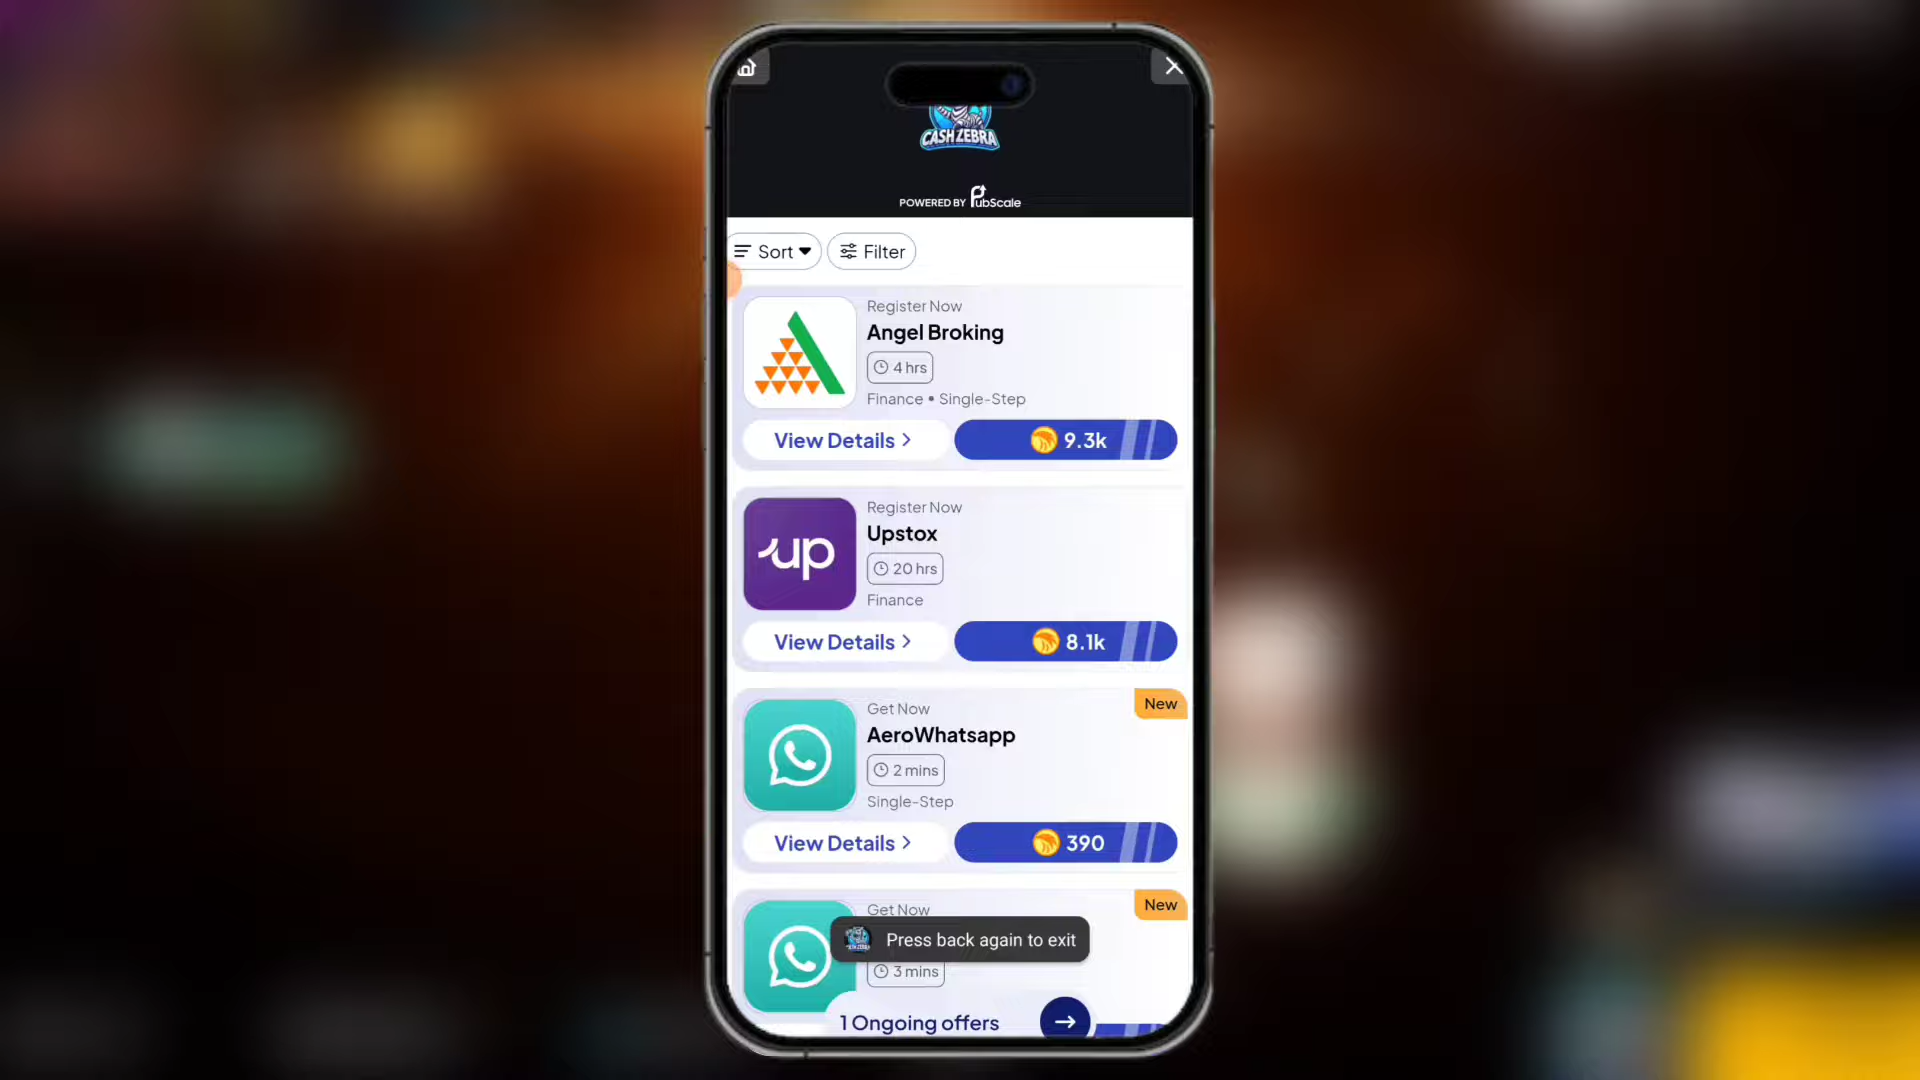 CASH ZEBRA
POWERED BY PubScale
Sort
Filter
Register Now
Angel Broking
4 hrs
Finance • Single-Step
View Details >
9.3k
Register Now
Upstox
up
20 hrs
Finance
View Details >
8.1k
New
Get Now
AeroWhatsapp
2 mins
Single-Step
View Details >
390
New
Get Now
Press back again to exit
3 mins
1 Ongoing offers